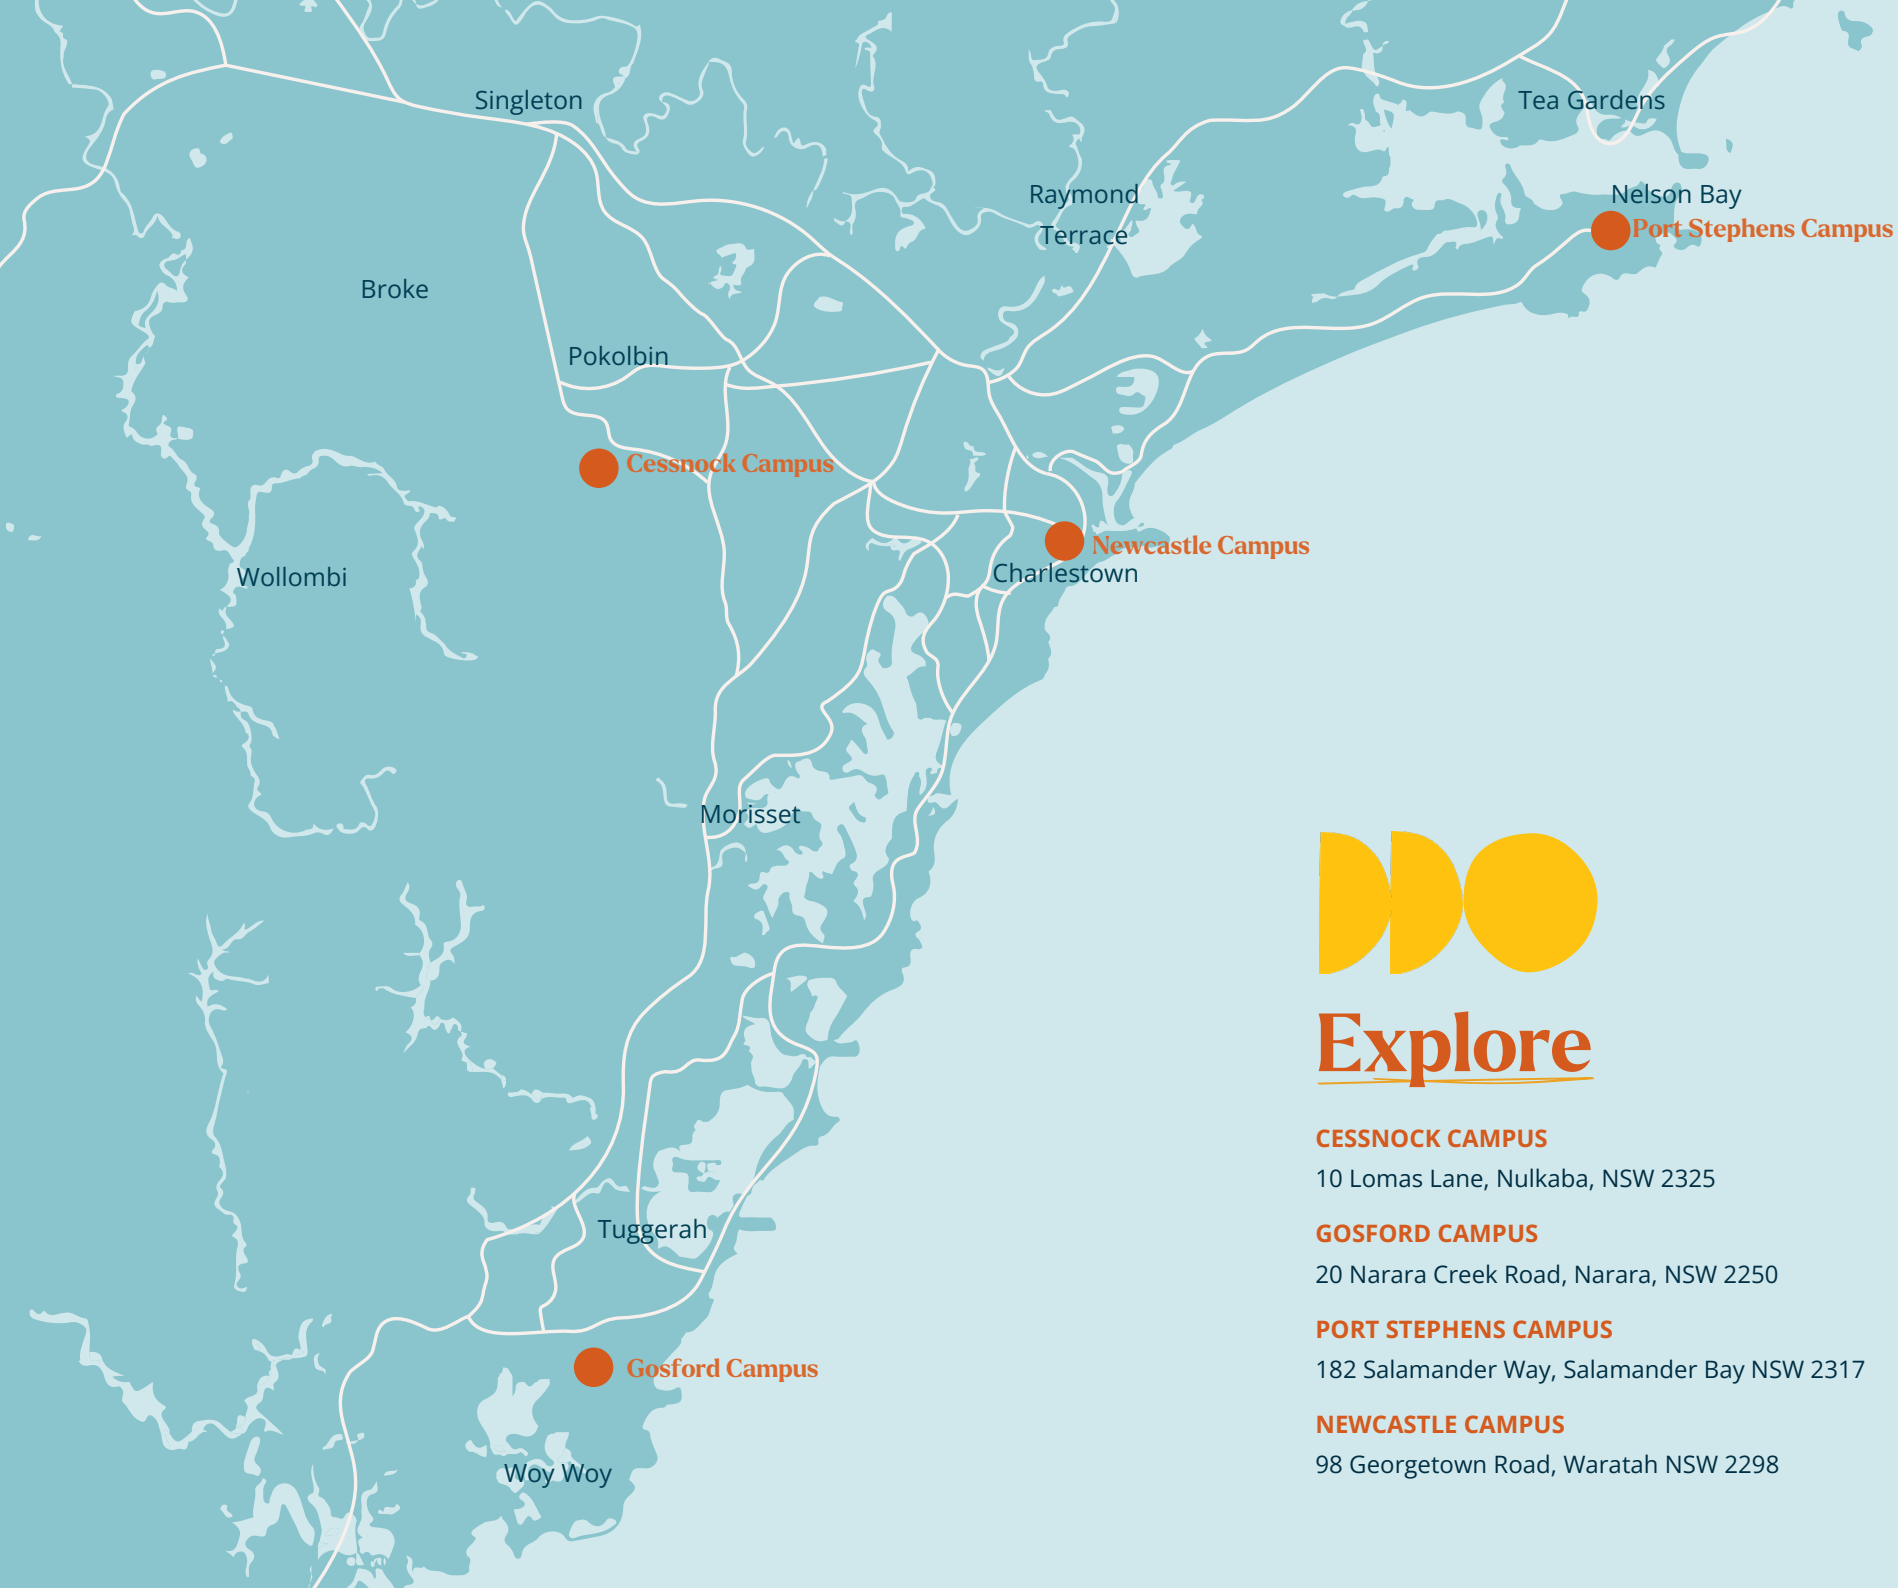 Singleton
Tea Gardens
Raymond
Terrace
Nelson Bay
Port Stephens Campus
Broke
Pokolbin
Cessnock Campus
Newcastle Campus
Charlestown
Wollombi
Morisset
Tuggerah
Gosford Campus
Woy Woy
Explore
CESSNOCK CAMPUS
10 Lomas Lane, Nulkaba, NSW 2325
GOSFORD CAMPUS
20 Narara Creek Road, Narara, NSW 2250
PORT STEPHENS CAMPUS
182 Salamander Way, Salamander Bay NSW 2317
NEWCASTLE CAMPUS
98 Georgetown Road, Waratah NSW 2298